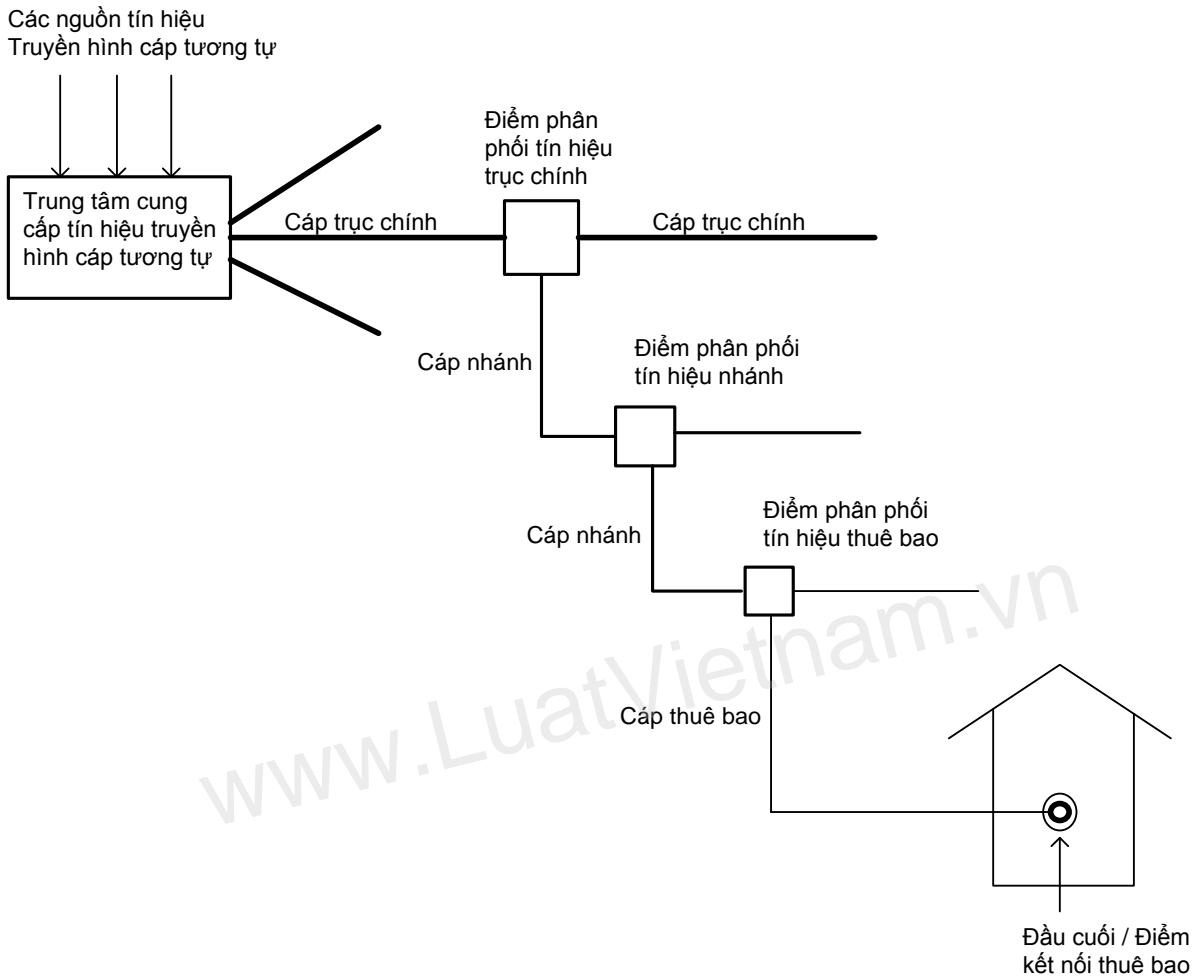 Các nguồn tín hiệu
Truyền hình cáp tương tự
Điểm phân
phối tín hiệu
trục chính
Trung tâm cung
cấp tín hiệu truyền
hình cáp tương tự
Cáp trục chính
Cáp trục chính
Cáp nhánh
Điểm phân phối
tín hiệu nhánh
Cáp nhánh
Điểm phân phối
tín hiệu thuê bao
www.LuatVietnam.vn
Cáp thuê bao
Đầu cuối / Điểm
kết nối thuê bao